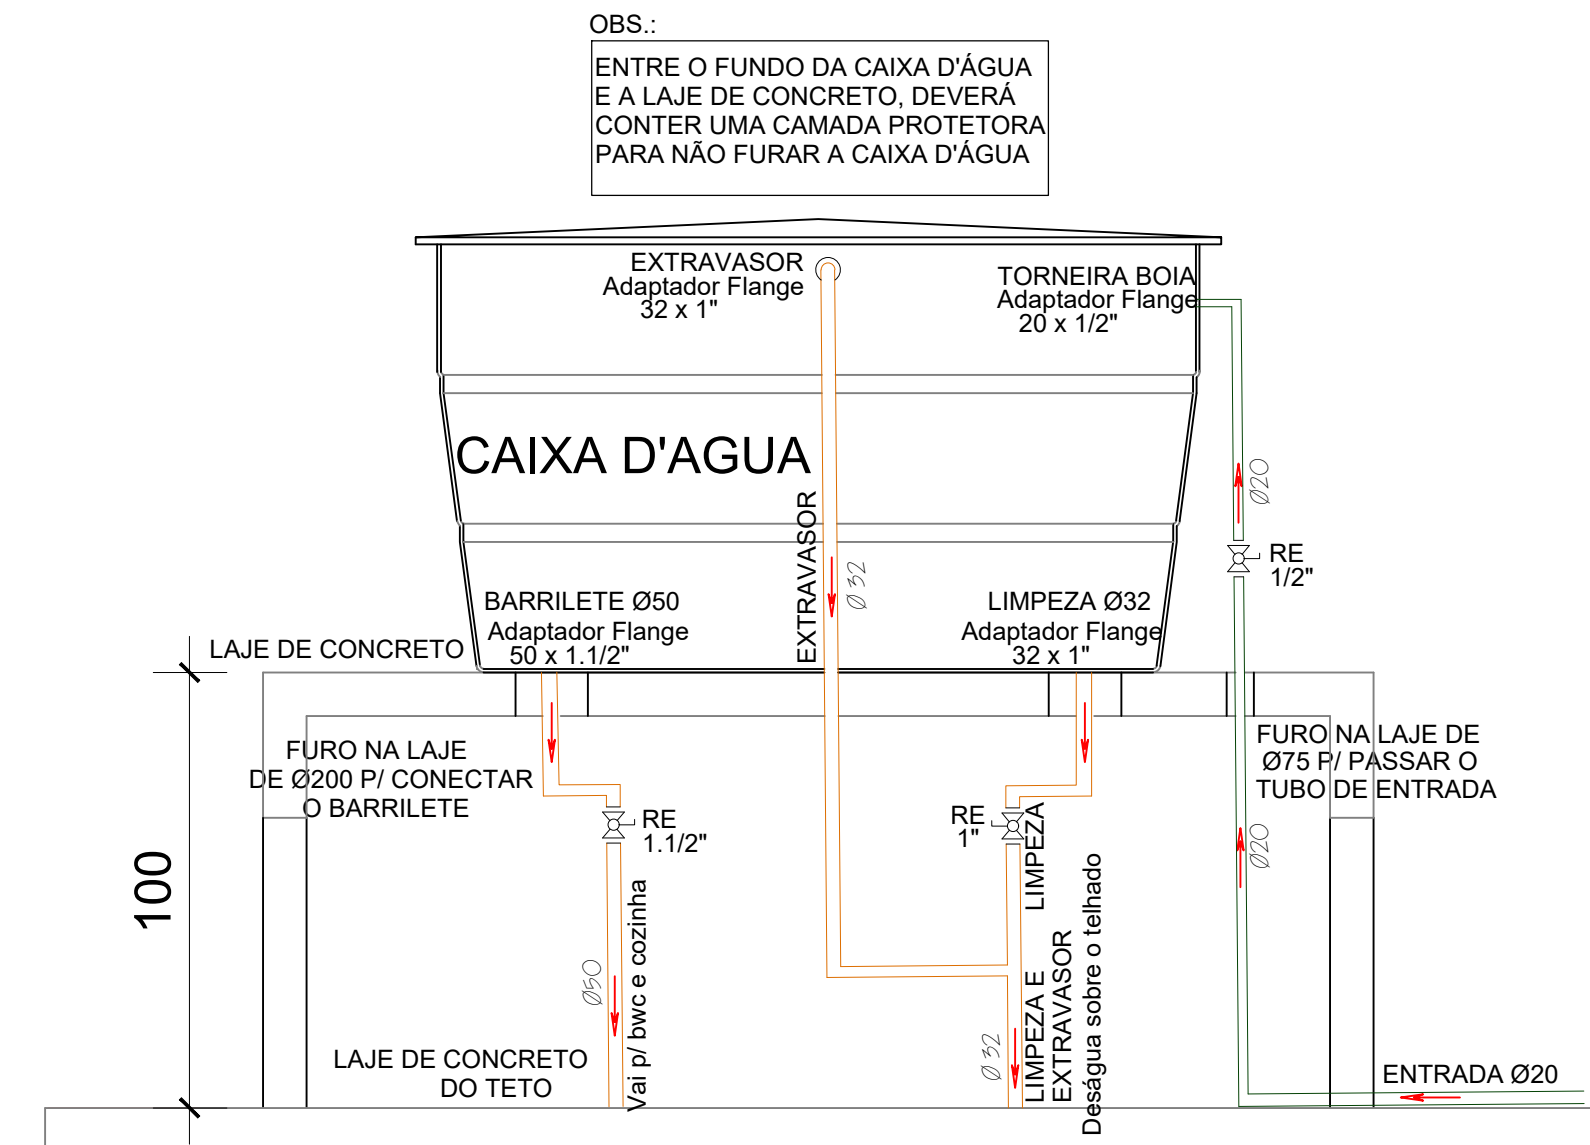 OBS.:
ENTRE O FUNDO DA CAIXA D'ÁGUA
E A LAJE DE CONCRETO, DEVERÁ
CONTER UMA CAMADA PROTETORA
PARA NÃO FURAR A CAIXA D'ÁGUA
EXTRAVASOR
Adaptador Flange
32 x 1"
TORNEIRA BOIA
Adaptador Flange
20 x 1/2"
CAIXA D'AGUA
EXTRAVASOR
Ø 32
Ø20
RE
1/2"
BARRILETE Ø50
Adaptador Flange
50 x 1.1/2"
LIMPEZA Ø32
Adaptador Flange
32 x 1"
LAJE DE CONCRETO
FURO NA LAJE
DE Ø200 P/ CONECTAR
O BARRILETE
FURO NA LAJE DE
Ø75 P/ PASSAR O
TUBO DE ENTRADA
RE
1.1/2"
RE
1"
LIMPEZA
Ø20
100
Ø50
Vai p/ bwc e cozinha
Ø 32
LIMPEZA E
EXTRAVASOR
Deságua sobre o telhado
LAJE DE CONCRETO
DO TETO
ENTRADA Ø20